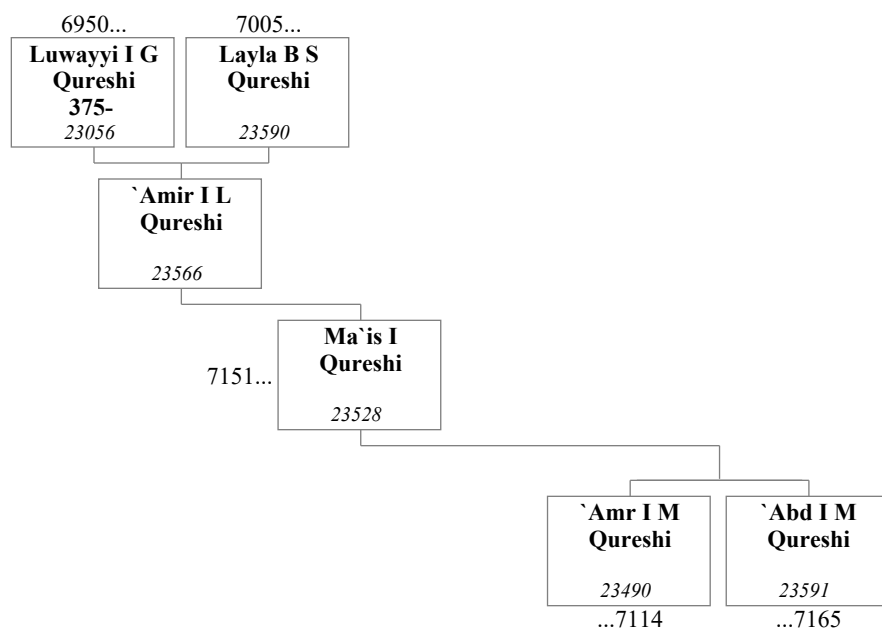 6950...
7005...
Luwayyi I G
Qureshi
375-
23056
Layla B S
Qureshi
23590
`Amir I L
Qureshi
23566
Ma`is I
Qureshi
23528
7151...
`Amr I M
Qureshi
23490
`Abd I M
Qureshi
23591
...7114
...7165